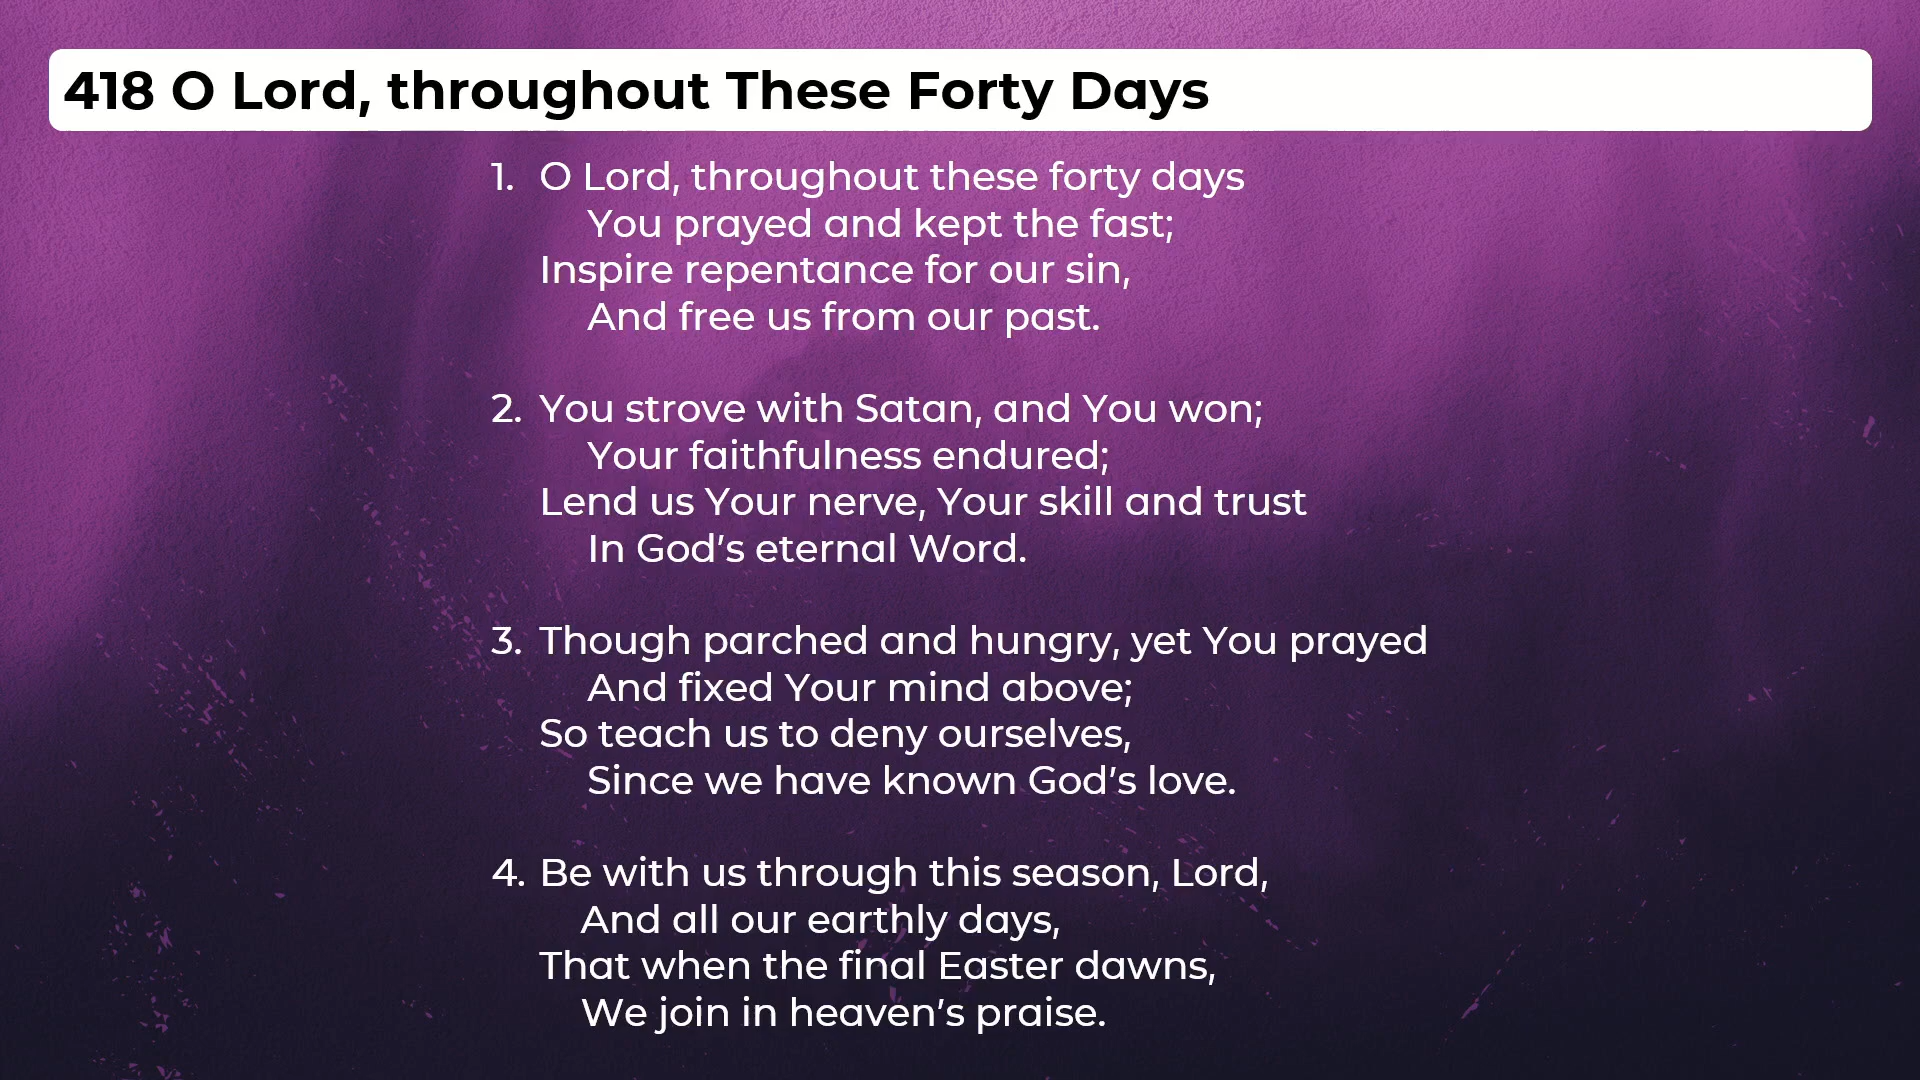 418 O Lord, throughout These Forty Days
1. O Lord, throughout these forty days
You prayed and kept the fast;
Inspire repentance for our sin,
And free us from our past.
2. You strove with Satan, and You won;
Your faithfulness endured;
Lend us Your nerve, Your skill and trust
In God's eternal Word.
3. Though parched and hungry, yet You prayed
And fixed Your mind above;
So teach us to deny ourselves,
Since we have known God's love.
4. Be with us through this season, Lord,
And all our earthly days,
That when the final Easter dawns,
We join in heaven's praise.